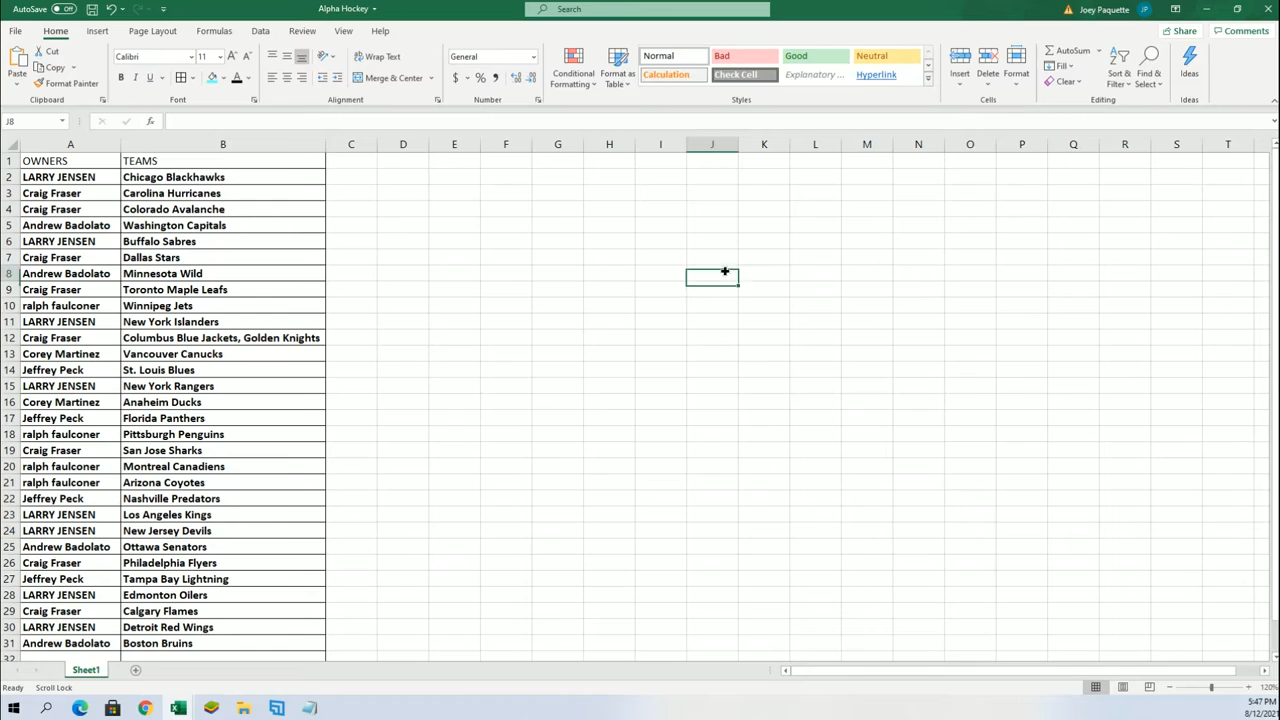 AutoSave Off Alpha Hockey Search Joey Paquette JP
File Home Insert Page Layout Formulas Data Review View Help Share Comments
Paste Cut Copy Format Painter Clipboard
Calibri 11 B I U A Font
Wrap Text Merge & Center Alignment
General $ % Number
Conditional Formatting Format as Table
Normal Bad Good Neutral
Calculation Check Cell Explanatory ... Hyperlink
Styles
Insert Delete Format Cells
AutoSum Fill Clear Sort & Filter Find & Select Editing
Ideas Ideas
J8 fx
A B C D E F G H I J K L M N O P Q R S T
1 OWNERS TEAMS
2 LARRY JENSEN Chicago Blackhawks
3 Craig Fraser Carolina Hurricanes
4 Craig Fraser Colorado Avalanche
5 Andrew Badolato Washington Capitals
6 LARRY JENSEN Buffalo Sabres
7 Craig Fraser Dallas Stars
8 Andrew Badolato Minnesota Wild
9 Craig Fraser Toronto Maple Leafs
10 ralph faulconer Winnipeg Jets
11 LARRY JENSEN New York Islanders
12 Craig Fraser Columbus Blue Jackets, Golden Knights
13 Corey Martinez Vancouver Canucks
14 Jeffrey Peck St. Louis Blues
15 LARRY JENSEN New York Rangers
16 Corey Martinez Anaheim Ducks
17 Jeffrey Peck Florida Panthers
18 ralph faulconer Pittsburgh Penguins
19 Craig Fraser San Jose Sharks
20 ralph faulconer Montreal Canadiens
21 ralph faulconer Arizona Coyotes
22 Jeffrey Peck Nashville Predators
23 LARRY JENSEN Los Angeles Kings
24 LARRY JENSEN New Jersey Devils
25 Andrew Badolato Ottawa Senators
26 Craig Fraser Philadelphia Flyers
27 Jeffrey Peck Tampa Bay Lightning
28 LARRY JENSEN Edmonton Oilers
29 Craig Fraser Calgary Flames
30 LARRY JENSEN Detroit Red Wings
31 Andrew Badolato Boston Bruins
32
Sheet1
Ready Scroll Lock 120%
5:47 PM
8/12/2021